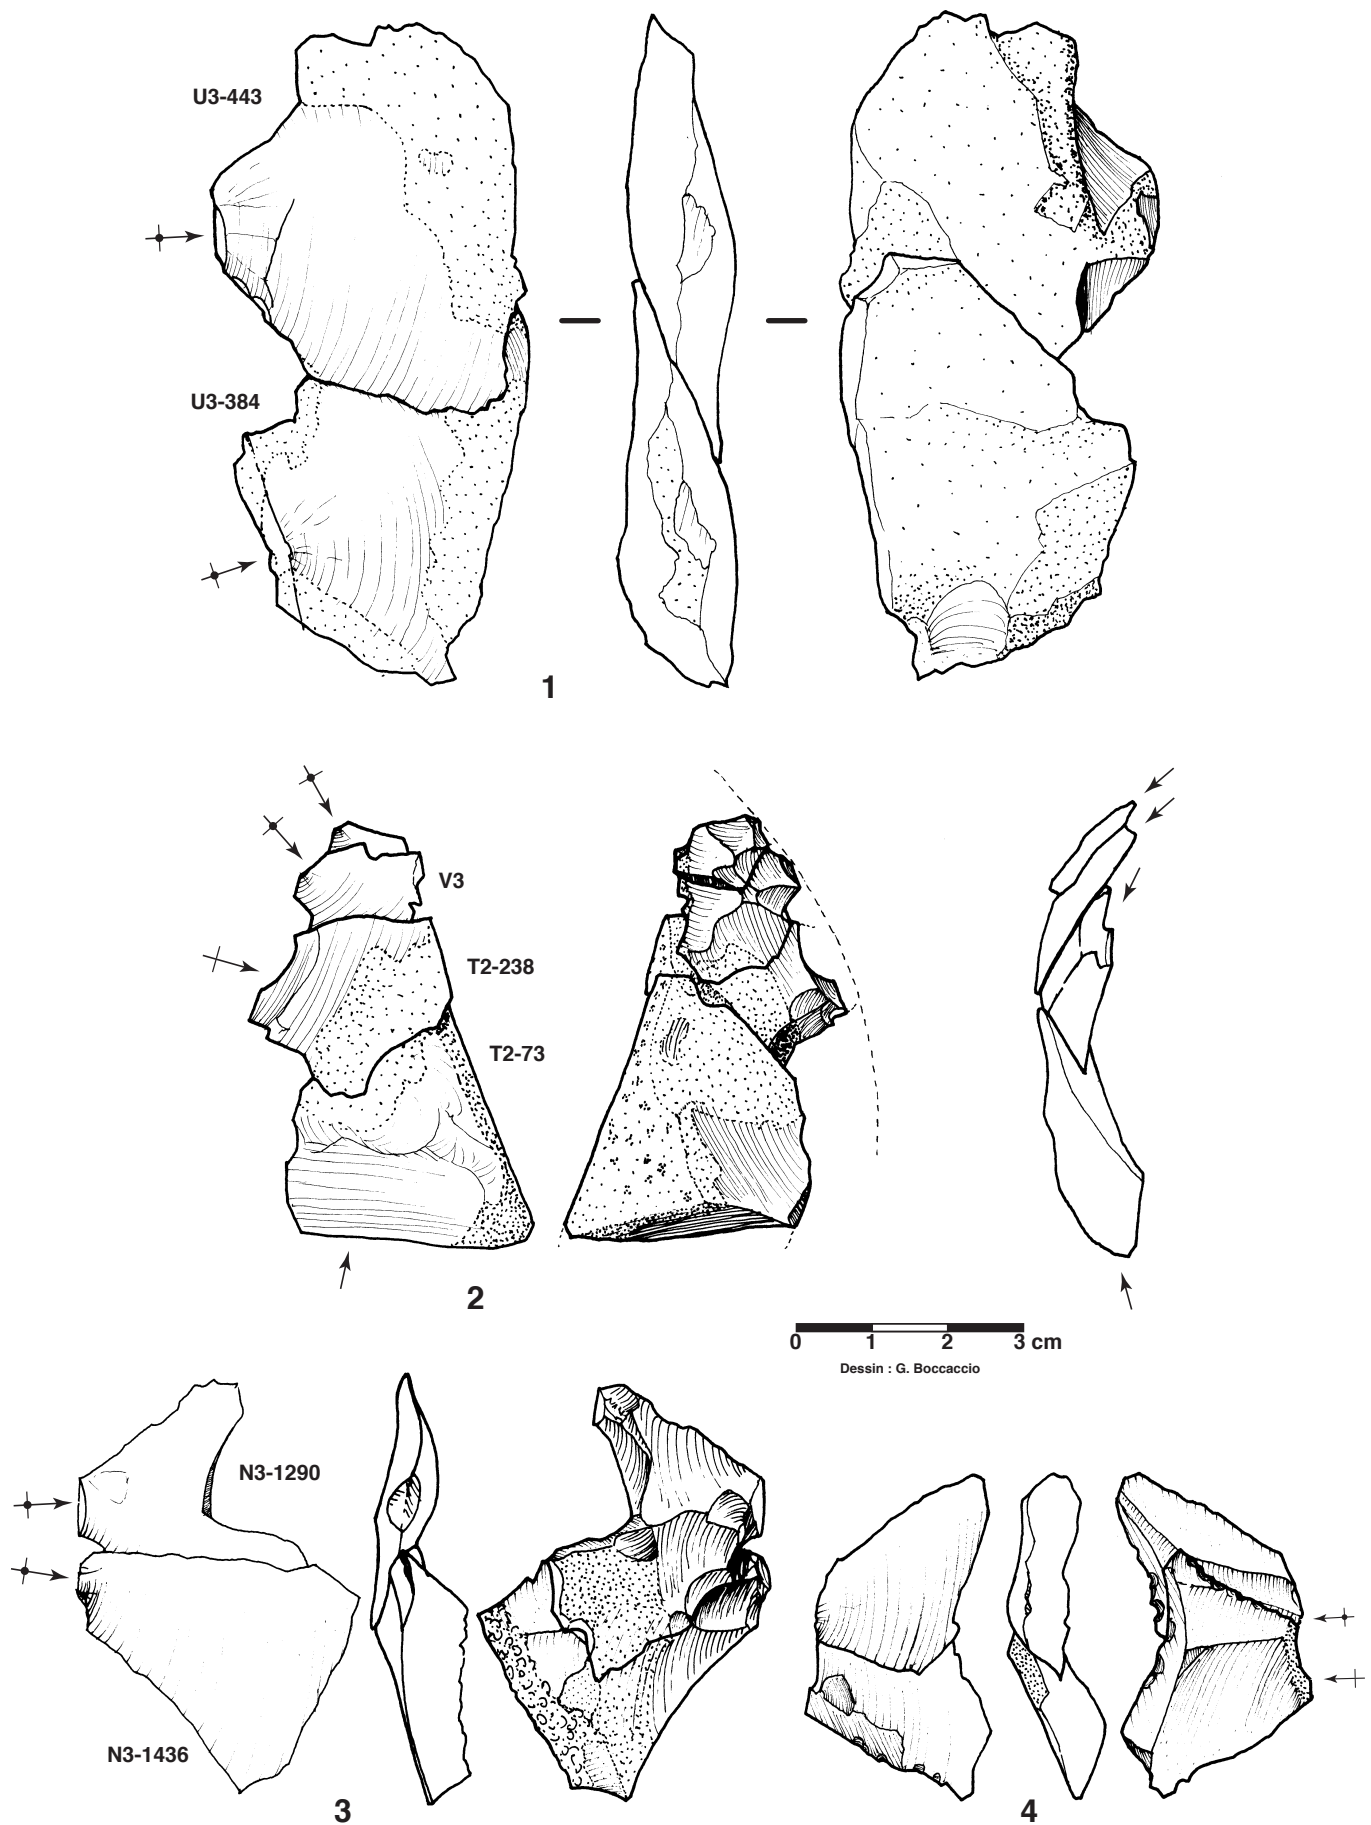 U3-443
U3-384
1
V3
T2-238
T2-73
2
0 1 2 3 cm
Dessin : G. Boccaccio
N3-1290
N3-1436
3
4